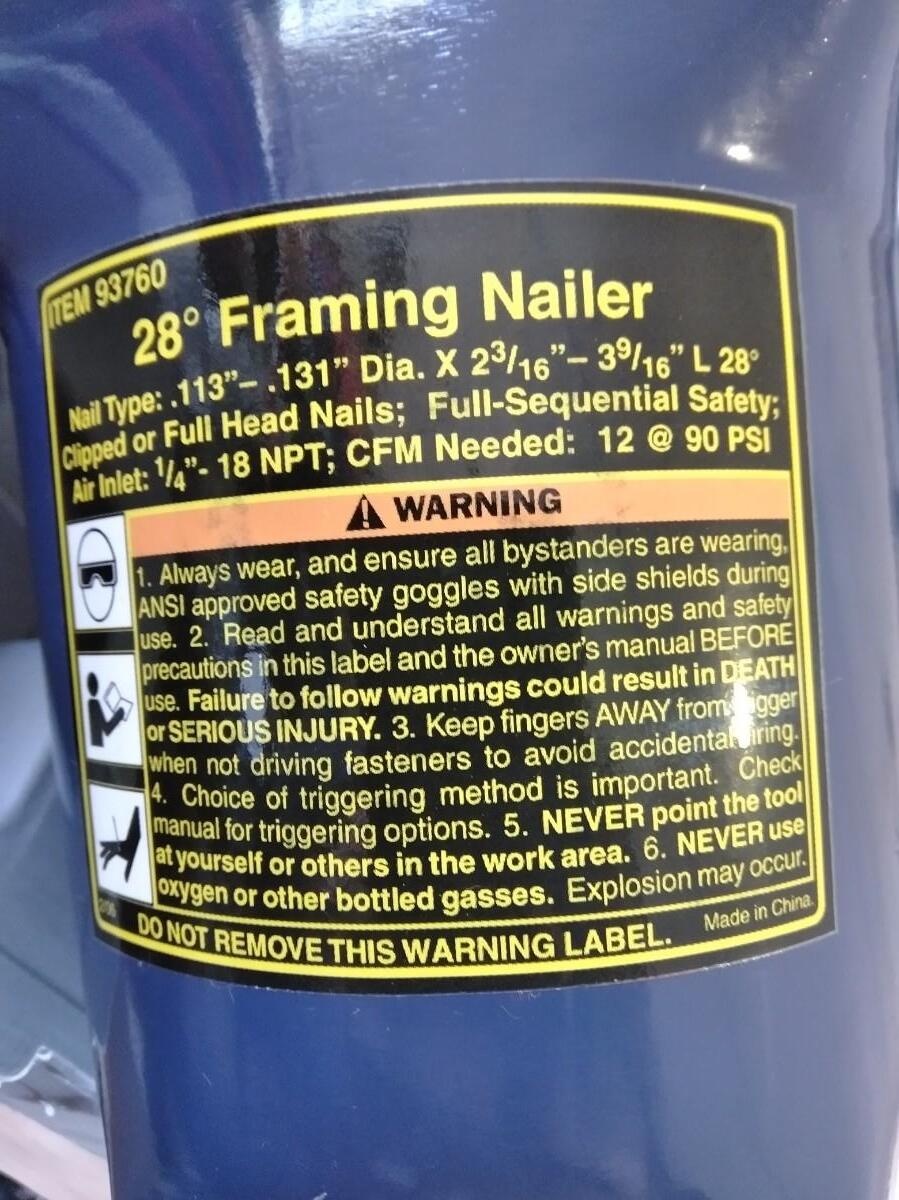 ITEM 93760
28° Framing Nailer
Nail Type: .113”– .131” Dia. X 2³/₁₆”– 3⁹/₁₆” L 28°
Clipped or Full Head Nails; Full-Sequential Safety;
Air Inlet: ¹/₄”- 18 NPT; CFM Needed: 12 @ 90 PSI
WARNING
1. Always wear, and ensure all bystanders are wearing,
ANSI approved safety goggles with side shields during
use. 2. Read and understand all warnings and safety
precautions in this label and the owner's manual BEFORE
use. Failure to follow warnings could result in DEATH
or SERIOUS INJURY. 3. Keep fingers AWAY from trigger
when not driving fasteners to avoid accidental firing.
4. Choice of triggering method is important. Check
manual for triggering options. 5. NEVER point the tool
at yourself or others in the work area. 6. NEVER use
oxygen or other bottled gasses. Explosion may occur.
DO NOT REMOVE THIS WARNING LABEL. Made in China.